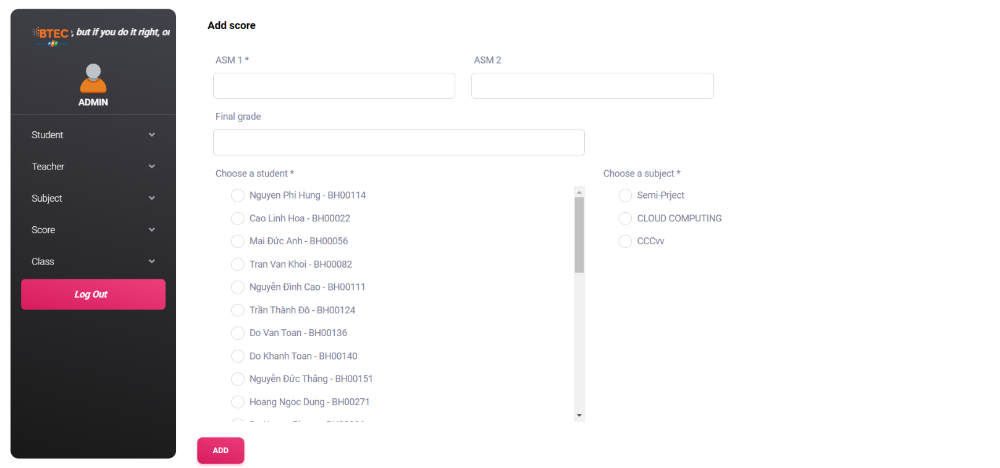 BTEC , but if you do it right, or
FPT
ADMIN
Student
Teacher
Subject
Score
Class
Log Out
Add score
ASM 1 * ASM 2
Final grade
Choose a student * Choose a subject *
Nguyen Phi Hung - BH00114 Semi-Prject
Cao Linh Hoa - BH00022 CLOUD COMPUTING
Mai Đức Anh - BH00056 CCCvv
Tran Van Khoi - BH00082
Nguyễn Đình Cao - BH00111
Trần Thành Đô - BH00124
Do Van Toan - BH00136
Do Khanh Toan - BH00140
Nguyễn Đức Thắng - BH00151
Hoang Ngoc Dung - BH00271
ADD